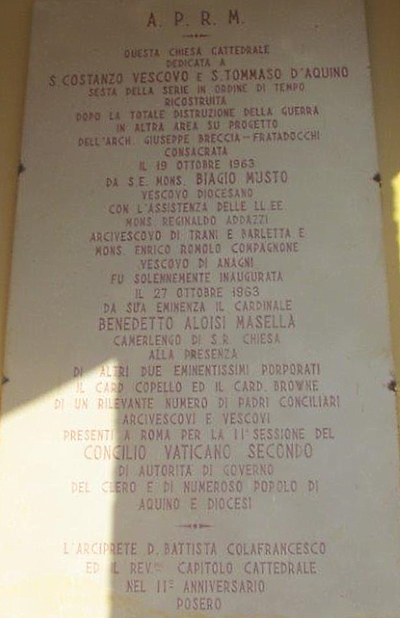 A. P. R. M.
QUESTA CHIESA CATTEDRALE
DEDICATA A
S. COSTANZO VESCOVO E S. TOMMASO D'AQUINO
SESTA DELLA SERIE IN ORDINE DI TEMPO
RICOSTRUITA
DOPO LA TOTALE DISTRUZIONE DELLA GUERRA
IN ALTRA AREA SU PROGETTO
DELL'ARCH. GIUSEPPE BRECCIA-FRATADOCCHI
CONSACRATA
IL 19 OTTOBRE 1963
DA S.E. MONS. BIAGIO MUSTO
VESCOVO DIOCESANO
CON L'ASSISTENZA DELLE LL.EE
MONS. REGINALDO ADDAZZI
ARCIVESCOVO DI TRANI E BARLETTA E
MONS. ENRICO ROMOLO COMPAGNONE
VESCOVO DI ANAGNI
FU SOLENNEMENTE INAUGURATA
IL 27 OTTOBRE 1963
DA SUA EMINENZA IL CARDINALE
BENEDETTO ALOISI MASELLA
CAMERLENGO DI S.R. CHIESA
ALLA PRESENZA
DI ALTRI DUE EMINENTISSIMI PORPORATI
IL CARD COPELLO ED IL CARD. BROWNE
DI UN RILEVANTE NUMERO DI PADRI CONCILIARI
ARCIVESCOVI E VESCOVI
PRESENTI A ROMA PER LA IIª SESSIONE DEL
CONCILIO VATICANO SECONDO
DI AUTORITA' DI GOVERNO
DEL CLERO E DI NUMEROSO POPOLO DI
AQUINO E DIOCESI
L'ARCIPRETE D. BATTISTA COLAFRANCESCO
ED IL REV.MO CAPITOLO CATTEDRALE
NEL II° ANNIVERSARIO
POSERO